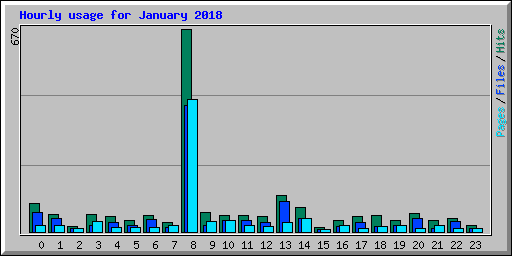 Hourly usage for January 2018
670
Pages/Files/Hits
0 1 2 3 4 5 6 7 8 9 10 11 12 13 14 15 16 17 18 19 20 21 22 23